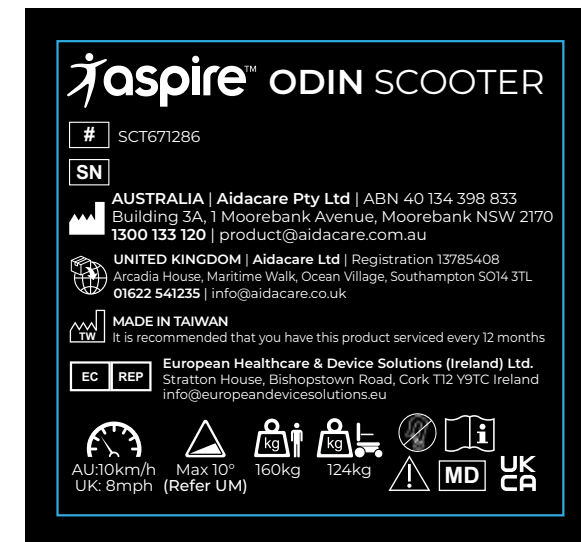 aspire™ ODIN SCOOTER
# SCT671286
SN
AUSTRALIA | Aidacare Pty Ltd | ABN 40 134 398 833
Building 3A, 1 Moorebank Avenue, Moorebank NSW 2170
1300 133 120 | product@aidacare.com.au
UNITED KINGDOM | Aidacare Ltd | Registration 13785408
Arcadia House, Maritime Walk, Ocean Village, Southampton SO14 3TL
01622 541235 | info@aidacare.co.uk
TW
MADE IN TAIWAN
It is recommended that you have this product serviced every 12 months
EC REP
European Healthcare & Device Solutions (Ireland) Ltd.
Stratton House, Bishopstown Road, Cork T12 Y9TC Ireland
info@europeandevicesolutions.eu
AU:10km/h
UK: 8mph
Max 10°
(Refer UM)
kg
160kg
kg
124kg
i
!
MD
UK
CA